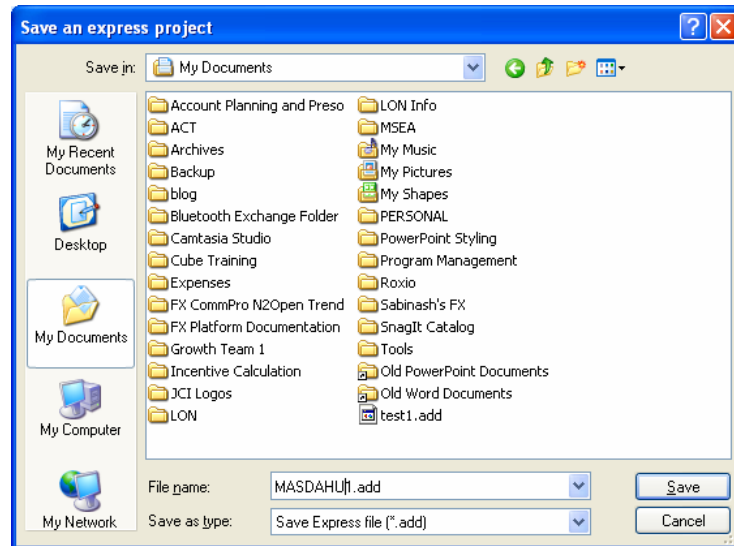 Save an express project
Save in: My Documents
My Recent Documents
Desktop
My Documents
My Computer
My Network
Account Planning and Preso
ACT
Archives
Backup
blog
Bluetooth Exchange Folder
Camtasia Studio
Cube Training
Expenses
FX CommPro N2Open Trend
FX Platform Documentation
Growth Team 1
Incentive Calculation
JCI Logos
LON
LON Info
MSEA
My Music
My Pictures
My Shapes
PERSONAL
PowerPoint Styling
Program Management
Roxio
Sabinash's FX
SnagIt Catalog
Tools
Old PowerPoint Documents
Old Word Documents
test1.add
File name: MASDAHU1.add Save
Save as type: Save Express file (*.add) Cancel